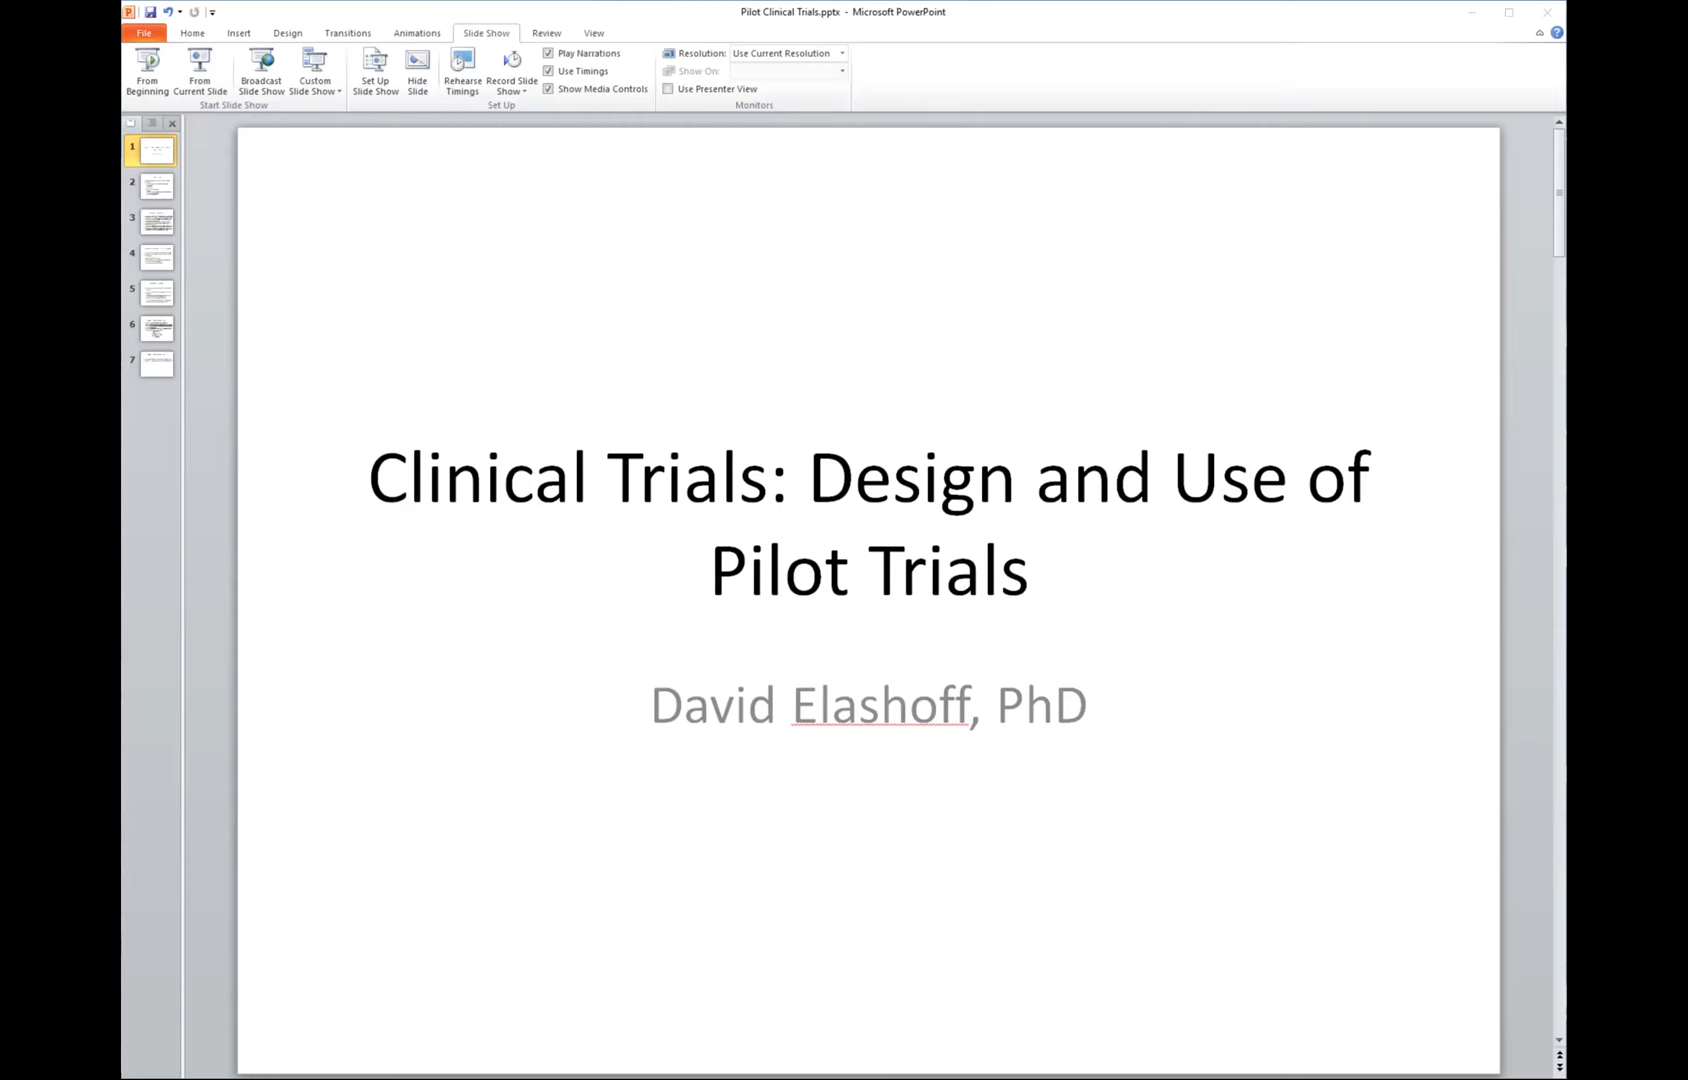 Pilot Clinical Trials.pptx - Microsoft PowerPoint
File Home Insert Design Transitions Animations Slide Show Review View
From Beginning
From Current Slide
Broadcast Slide Show
Custom Slide Show
Start Slide Show
Set Up Slide Show
Hide Slide
Rehearse Timings
Record Slide Show
Play Narrations
Use Timings
Show Media Controls
Set Up
Resolution: Use Current Resolution
Show On:
Use Presenter View
Monitors
1
2
3
4
5
6
7
Clinical Trials: Design and Use of
Pilot Trials
David Elashoff, PhD